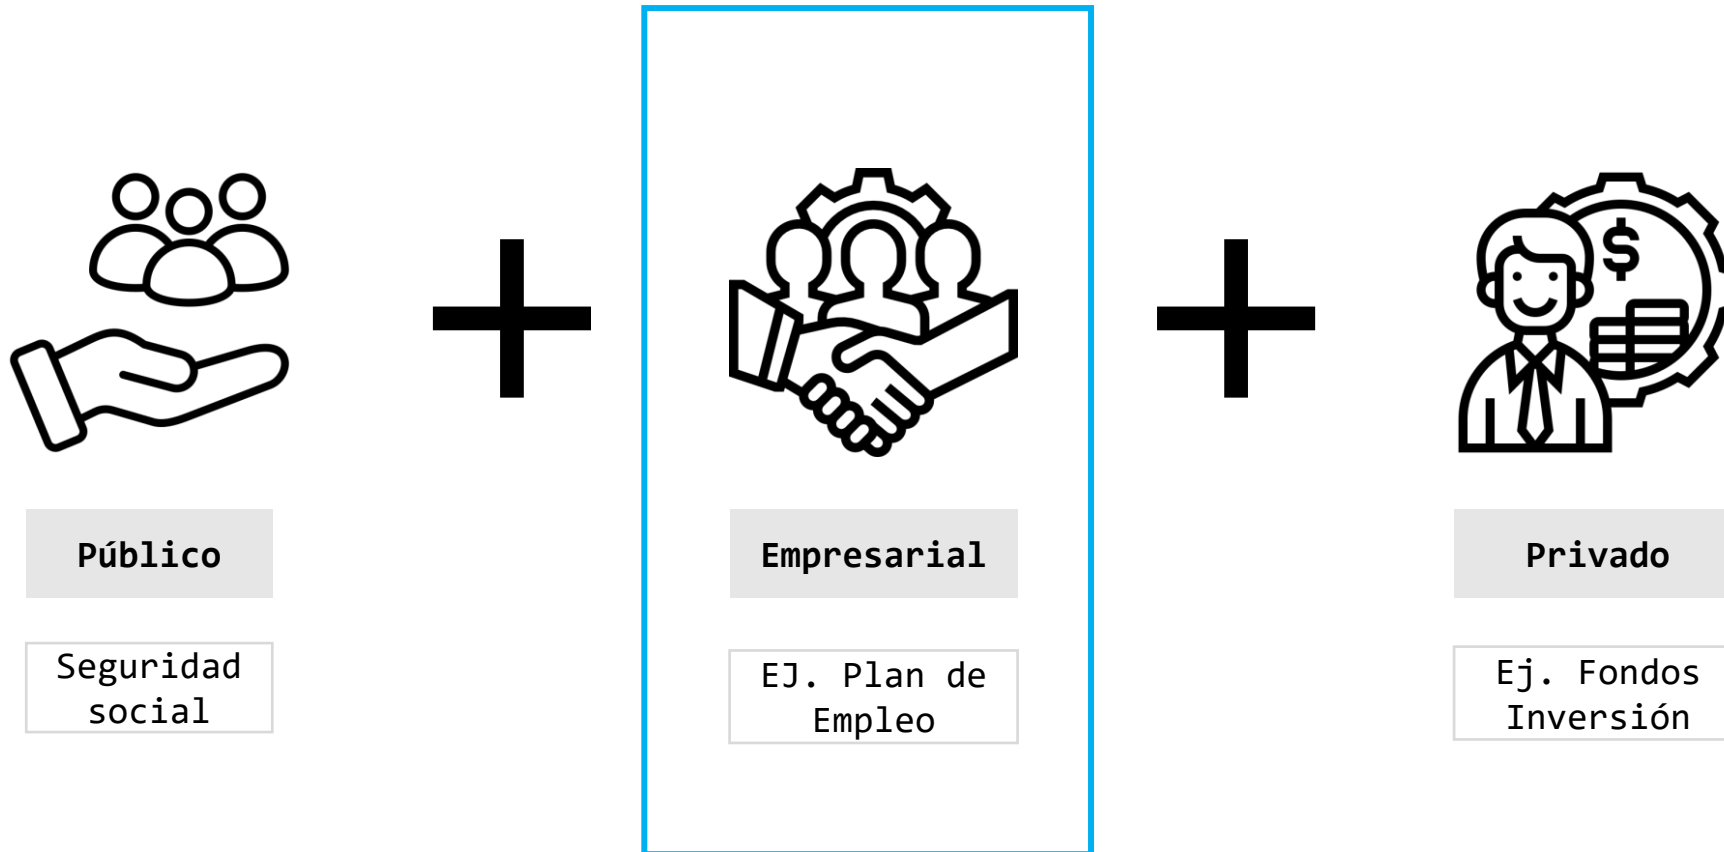 Público
Seguridad
social
Empresarial
EJ. Plan de
Empleo
$
Privado
Ej. Fondos
Inversión